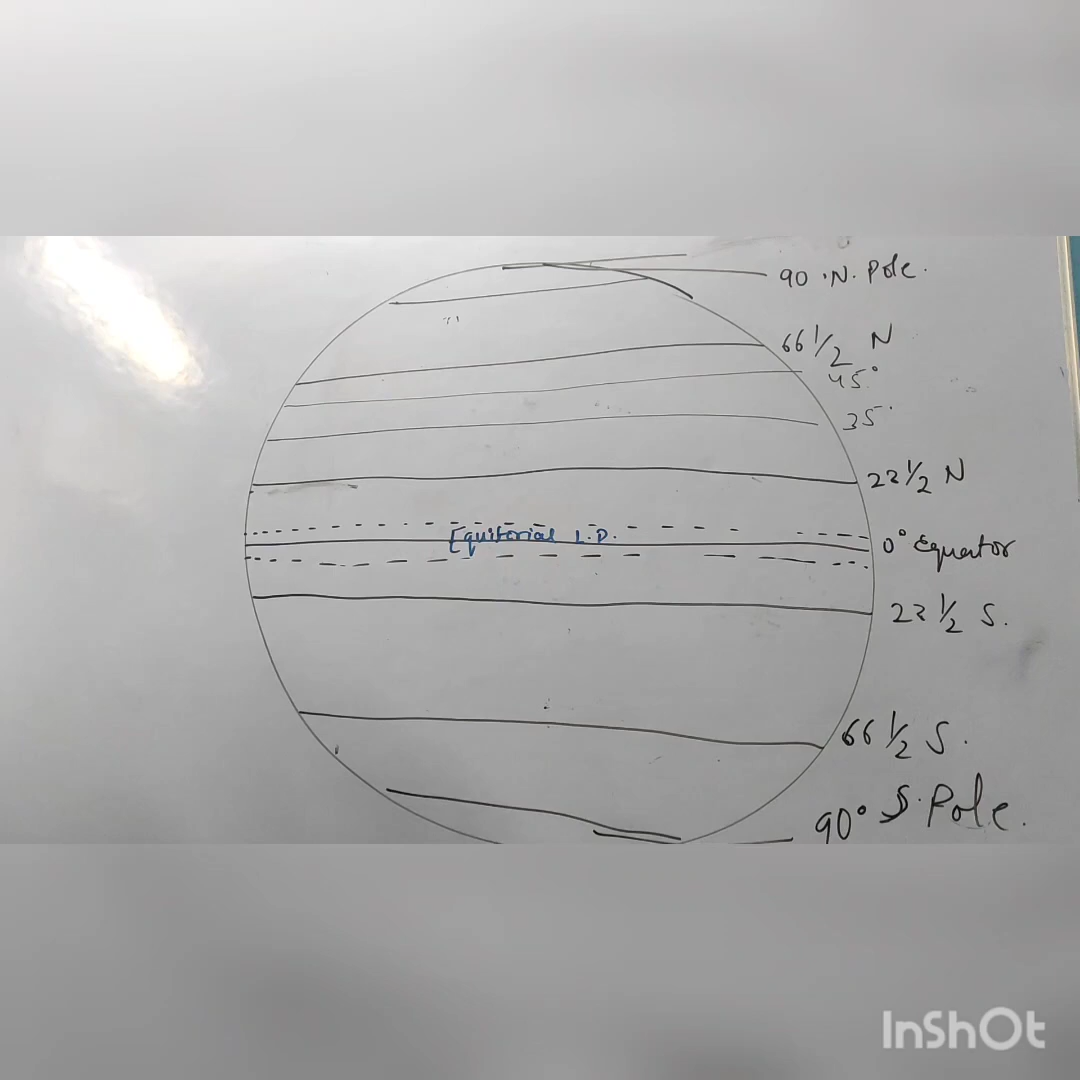 90 .N. Pole.
66 1/2 N
45°
35°
22 1/2 N
Equitorial L.P.
0° Equator
22 1/2 S.
66 1/2 S.
90° S. Pole.
InShOt